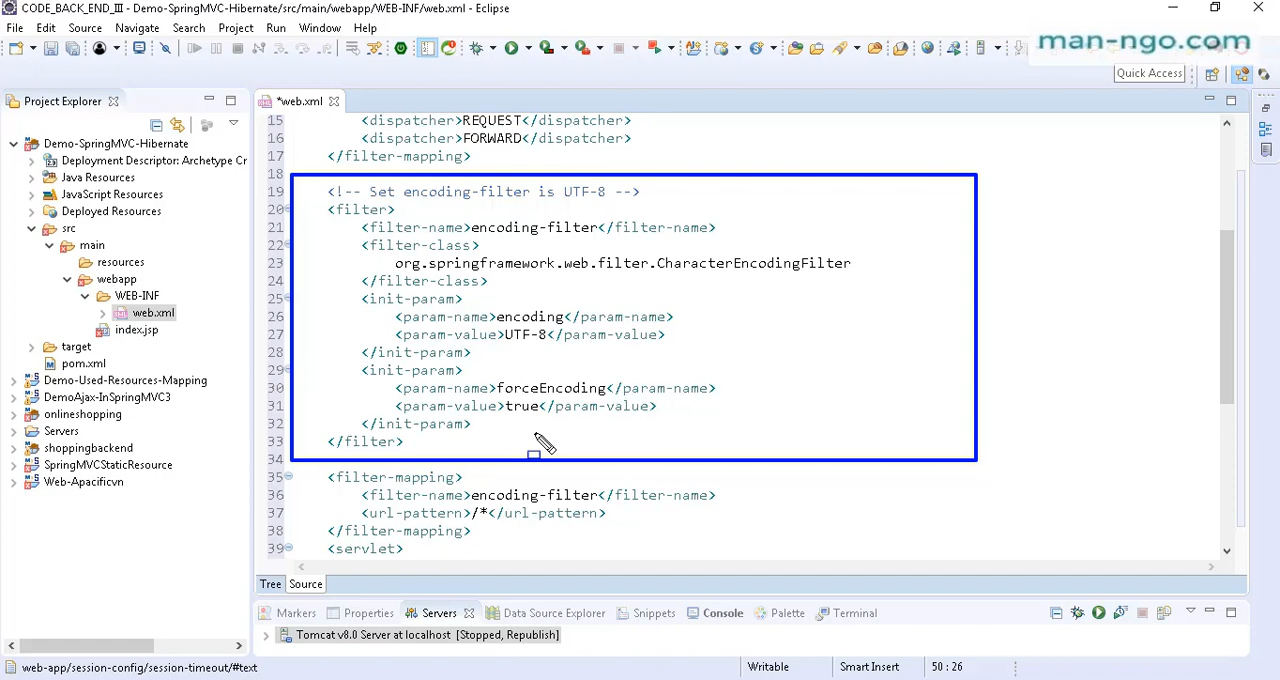 CODE_BACK_END_III - Demo-SpringMVC-Hibernate/src/main/webapp/WEB-INF/web.xml - Eclipse
File Edit Source Navigate Search Project Run Window Help
man-ngo.com
Quick Access
Project Explorer
*web.xml
Demo-SpringMVC-Hibernate
Deployment Descriptor: Archetype Cr
Java Resources
JavaScript Resources
Deployed Resources
src
main
resources
webapp
WEB-INF
web.xml
index.jsp
target
pom.xml
Demo-Used-Resources-Mapping
DemoAjax-InSpringMVC3
onlineshopping
Servers
shoppingbackend
SpringMVCStaticResource
Web-Apacificvn
15 <dispatcher>REQUEST</dispatcher>
16 <dispatcher>FORWARD</dispatcher>
17 </filter-mapping>
18
19 <!-- Set encoding-filter is UTF-8 -->
20 <filter>
21 <filter-name>encoding-filter</filter-name>
22 <filter-class>
23 org.springframework.web.filter.CharacterEncodingFilter
24 </filter-class>
25 <init-param>
26 <param-name>encoding</param-name>
27 <param-value>UTF-8</param-value>
28 </init-param>
29 <init-param>
30 <param-name>forceEncoding</param-name>
31 <param-value>true</param-value>
32 </init-param>
33 </filter>
34
35 <filter-mapping>
36 <filter-name>encoding-filter</filter-name>
37 <url-pattern>/*</url-pattern>
38 </filter-mapping>
39 <servlet>
Tree Source
Markers Properties Servers Data Source Explorer Snippets Console Palette Terminal
Tomcat v8.0 Server at localhost [Stopped, Republish]
web-app/session-config/session-timeout/#text
Writable Smart Insert 50 : 26